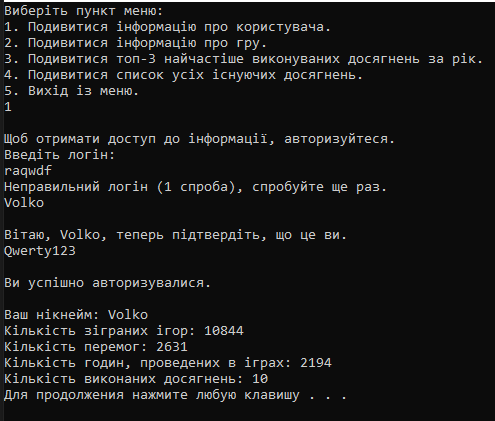 Виберіть пункт меню:
1. Подивитися інформацію про користувача.
2. Подивитися інформацію про гру.
3. Подивитися топ-3 найчастіше виконуваних досягнень за рік.
4. Подивитися список усіх існуючих досягнень.
5. Вихід із меню.
1
Щоб отримати доступ до інформації, авторизуйтеся.
Введіть логін:
raqwdf
Неправильний логін (1 спроба), спробуйте ще раз.
Volko
Вітаю, Volko, теперь підтвердіть, що це ви.
Qwerty123
Ви успішно авторизувалися.
Ваш нікнейм: Volko
Кількість зіграних ігор: 10844
Кількість перемог: 2631
Кількість годин, проведених в іграх: 2194
Кількість виконаних досягнень: 10
Для продолжения нажмите любую клавишу . . .